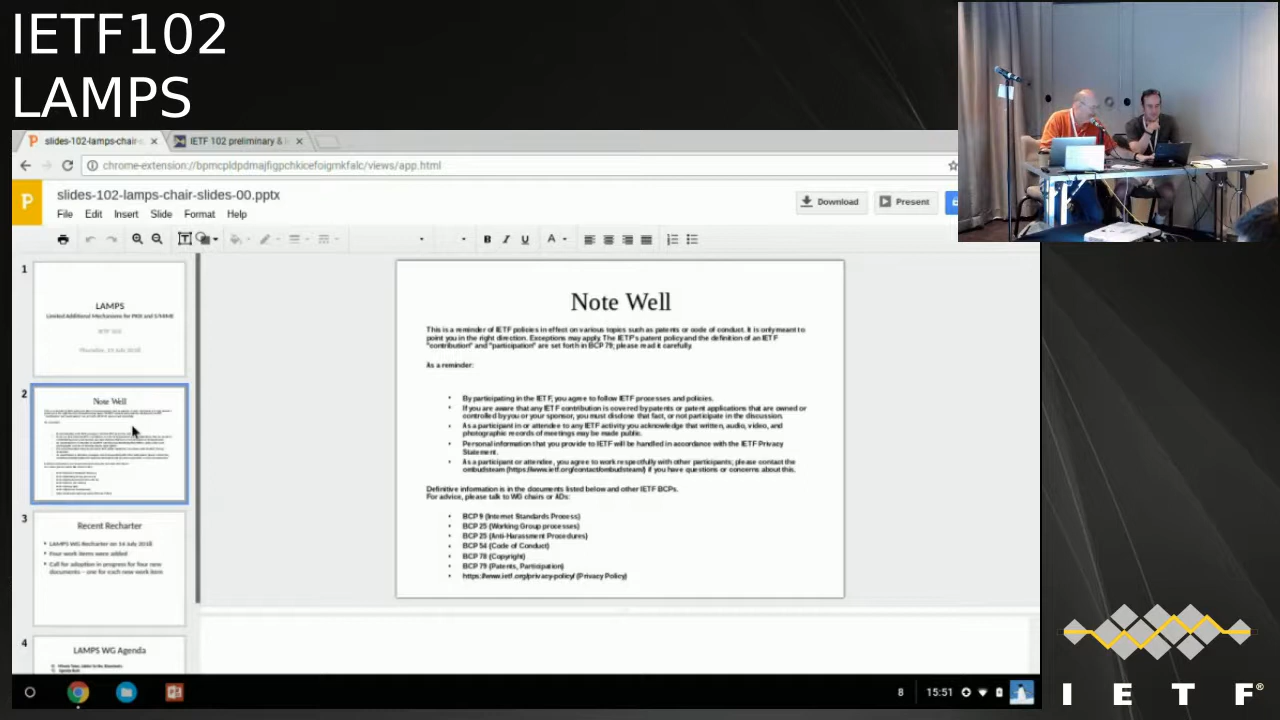 IETF102
LAMPS
slides-102-lamps-chair-
IETF 102 preliminary &
chrome-extension://bpmcpldpdmajfigpchkicefoigmkfalc/views/app.html
P
slides-102-lamps-chair-slides-00.pptx
File Edit Insert Slide Format Help
Download
Present
B I U A
1
LAMPS
Limited Additional Mechanisms for PKIX and S/MIME
IETF 102
Thursday, 19 July 2018
2
Note Well
3
Recent Recharter
• LAMPS WG Recharter on 14 July 2018
• Four work items were added
• Call for adoption in progress for four new
documents – one for each new work item
4
LAMPS WG Agenda
Note Well
This is a reminder of IETF policies in effect on various topics such as patents or code of conduct. It is only meant to
point you in the right direction. Exceptions may apply. The IETF's patent policy and the definition of an IETF
"contribution" and "participation" are set forth in BCP 79; please read it carefully.
As a reminder:
• By participating in the IETF, you agree to follow IETF processes and policies.
• If you are aware that any IETF contribution is covered by patents or patent applications that are owned or
controlled by you or your sponsor, you must disclose that fact, or not participate in the discussion.
• As a participant in or attendee to any IETF activity you acknowledge that written, audio, video, and
photographic records of meetings may be made public.
• Personal information that you provide to IETF will be handled in accordance with the IETF Privacy
Statement.
• As a participant or attendee, you agree to work respectfully with other participants; please contact the
ombudsteam (https://www.ietf.org/contact/ombudsteam/) if you have questions or concerns about this.
Definitive information is in the documents listed below and other IETF BCPs.
For advice, please talk to WG chairs or ADs:
• BCP 9 (Internet Standards Process)
• BCP 25 (Working Group processes)
• BCP 25 (Anti-Harassment Procedures)
• BCP 54 (Code of Conduct)
• BCP 78 (Copyright)
• BCP 79 (Patents, Participation)
• https://www.ietf.org/privacy-policy/ (Privacy Policy)
8 15:51
I E T F®